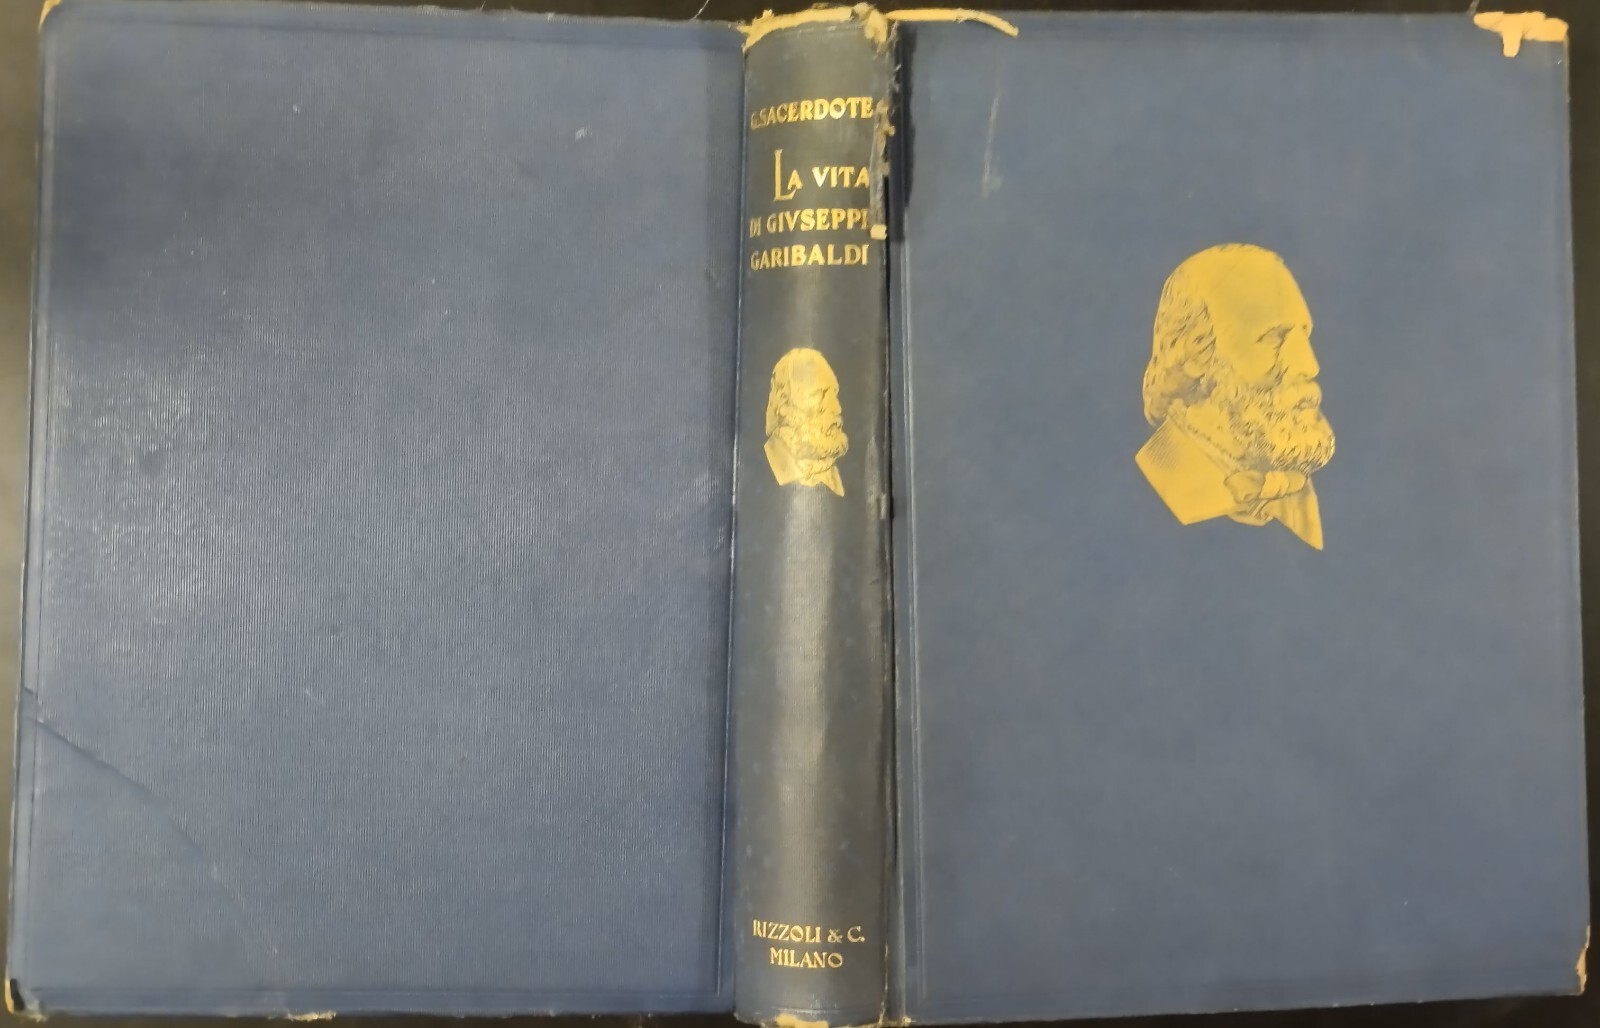 G. SACERDOTE
LA VITA
DI GIVSEPPE
GARIBALDI
RIZZOLI & C.
MILANO